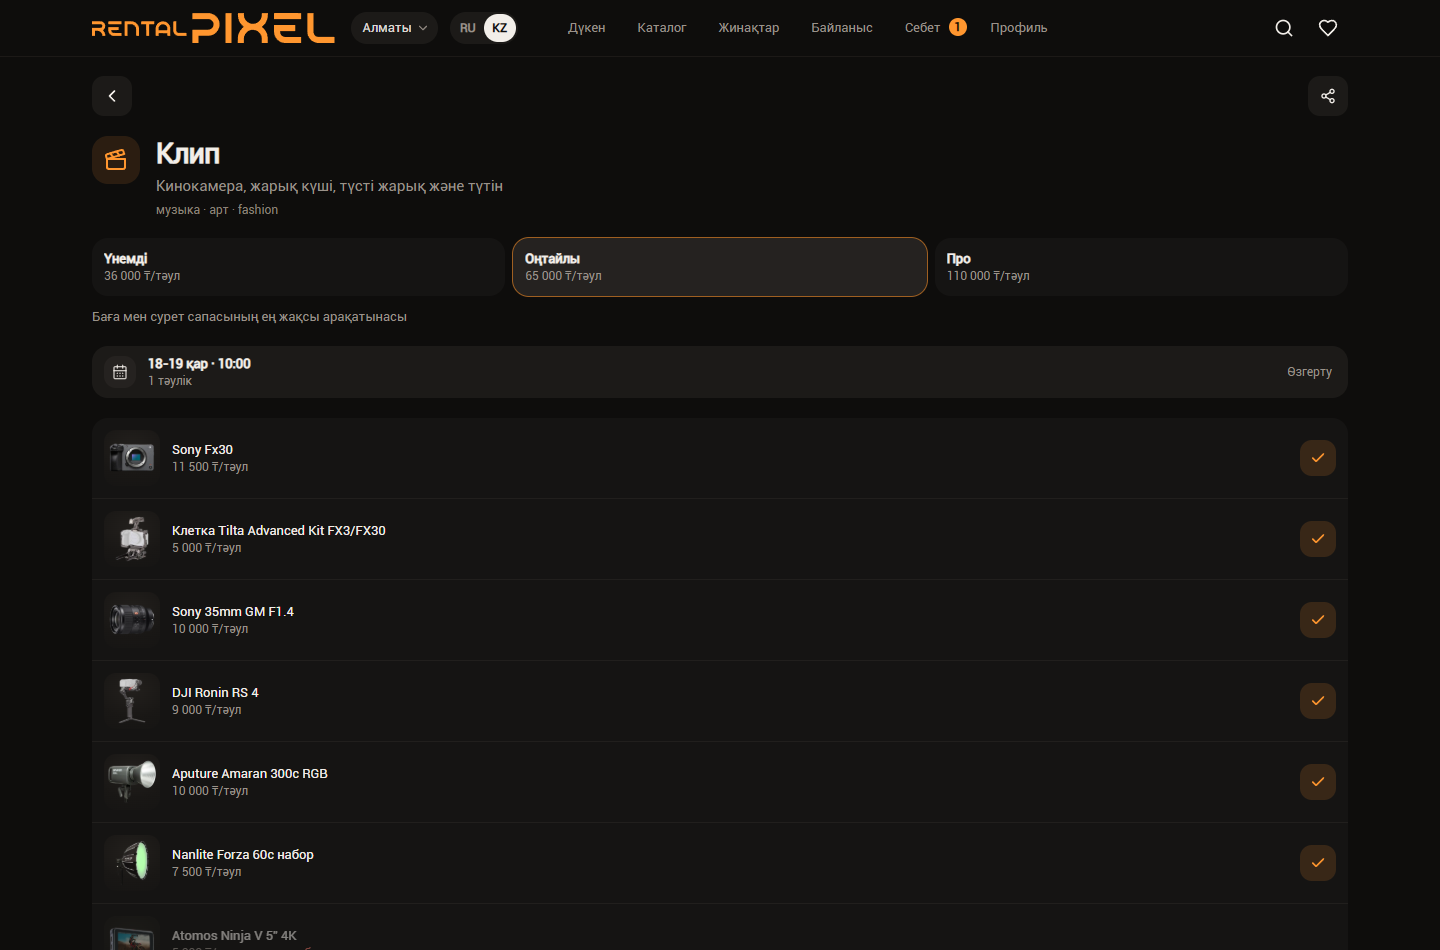 RENTAL PIXEL
Алматы
RU KZ
Дүкен
Каталог
Жинақтар
Байланыс
Себет 1
Профиль
Клип
Кинокамера, жарық күші, түсті жарық және түтін
музыка · арт · fashion
Үнемді
36 000 ₸/тәул
Оңтайлы
65 000 ₸/тәул
Про
110 000 ₸/тәул
Баға мен сурет сапасының ең жақсы арақатынасы
18-19 қар · 10:00
1 тәулік
Өзгерту
Sony Fx30
11 500 ₸/тәул
Клетка Tilta Advanced Kit FX3/FX30
5 000 ₸/тәул
Sony 35mm GM F1.4
10 000 ₸/тәул
DJI Ronin RS 4
9 000 ₸/тәул
Aputure Amaran 300c RGB
10 000 ₸/тәул
Nanlite Forza 60c набор
7 500 ₸/тәул
Atomos Ninja V 5" 4K